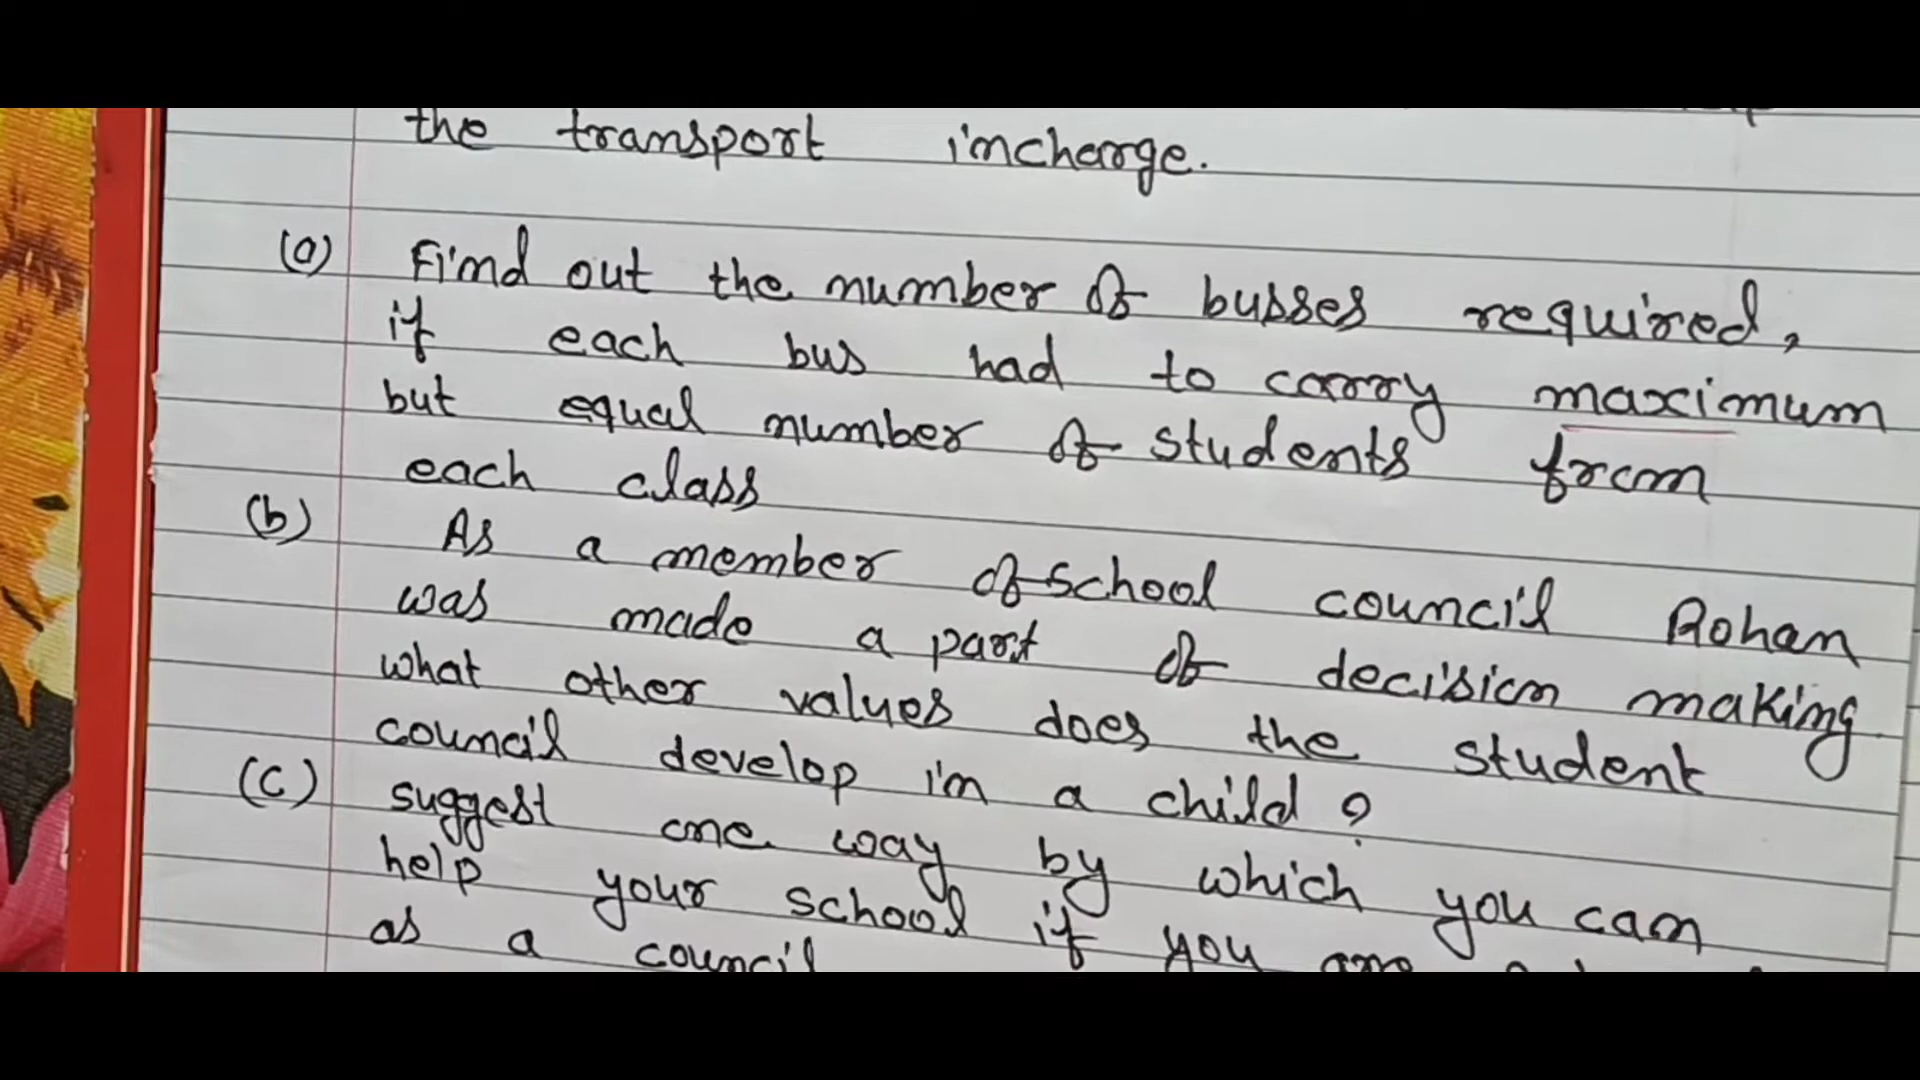 the transport incharge.
(a) Find out the number of busses required,
if each bus had to carry maximum
but equal number of students from
each class
(b) As a member of school council Rohan
was made a part of decision making
what other values does the student
council develop in a child ?
(c) suggest one way by which you can
help your school if you are
as a council